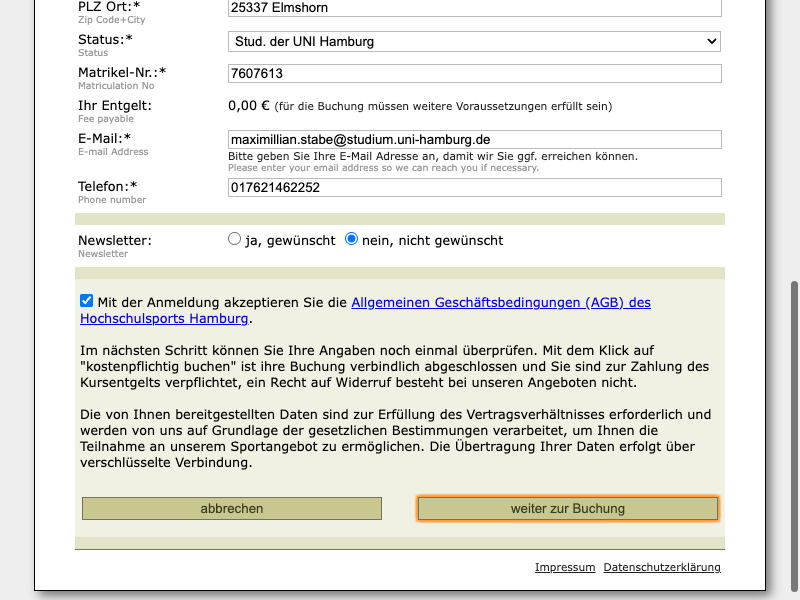 PLZ Ort:* 25337 Elmshorn
Zip Code+City
Status:* Stud. der UNI Hamburg
Status
Matrikel-Nr.:* 7607613
Matriculation No
Ihr Entgelt: 0,00 € (für die Buchung müssen weitere Voraussetzungen erfüllt sein)
Fee payable
E-Mail:* maximillian.stabe@studium.uni-hamburg.de
E-mail Address
Bitte geben Sie Ihre E-Mail Adresse an, damit wir Sie ggf. erreichen können.
Please enter your email address so we can reach you if necessary.
Telefon:* 017621462252
Phone number
Newsletter: ja, gewünscht nein, nicht gewünscht
Newsletter
Mit der Anmeldung akzeptieren Sie die Allgemeinen Geschäftsbedingungen (AGB) des
Hochschulsports Hamburg.
Im nächsten Schritt können Sie Ihre Angaben noch einmal überprüfen. Mit dem Klick auf
"kostenpflichtig buchen" ist ihre Buchung verbindlich abgeschlossen und Sie sind zur Zahlung des
Kursentgelts verpflichtet, ein Recht auf Widerruf besteht bei unseren Angeboten nicht.
Die von Ihnen bereitgestellten Daten sind zur Erfüllung des Vertragsverhältnisses erforderlich und
werden von uns auf Grundlage der gesetzlichen Bestimmungen verarbeitet, um Ihnen die
Teilnahme an unserem Sportangebot zu ermöglichen. Die Übertragung Ihrer Daten erfolgt über
verschlüsselte Verbindung.
abbrechen weiter zur Buchung
Impressum Datenschutzerklärung